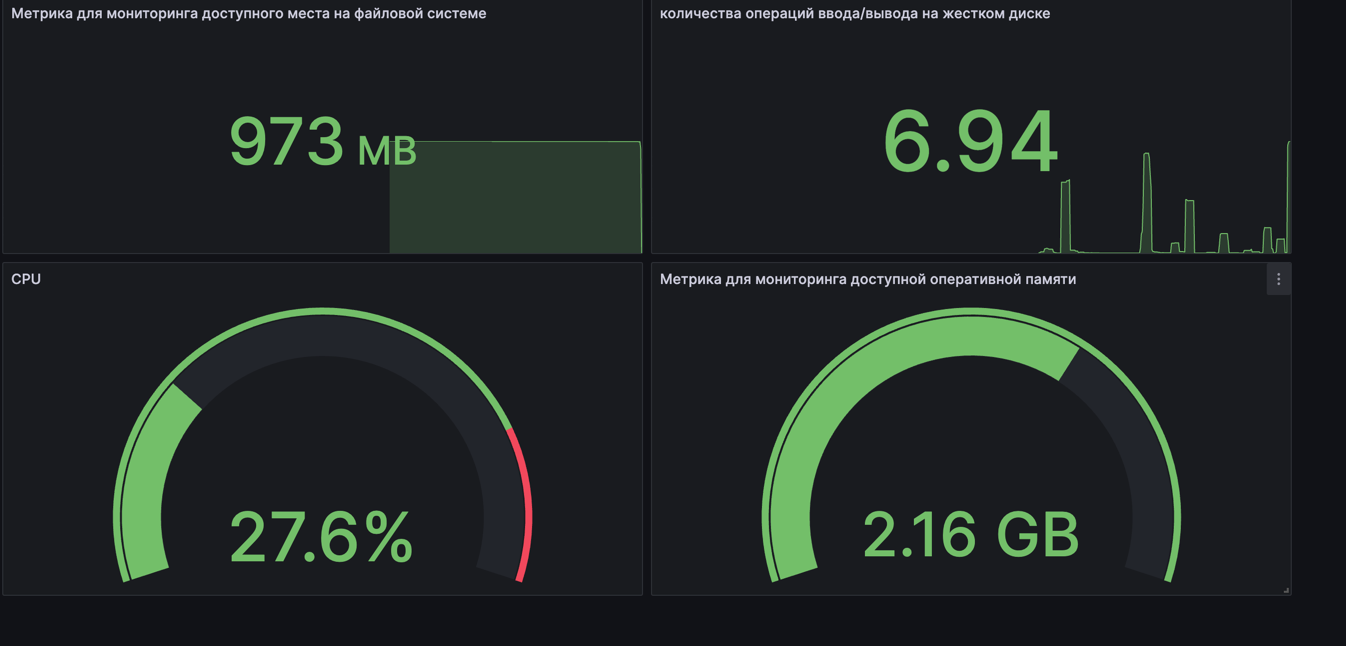 Метрика для мониторинга доступного места на файловой системе
количества операций ввода/вывода на жестком диске
973 MB
6.94
CPU
Метрика для мониторинга доступной оперативной памяти
27.6%
2.16 GB